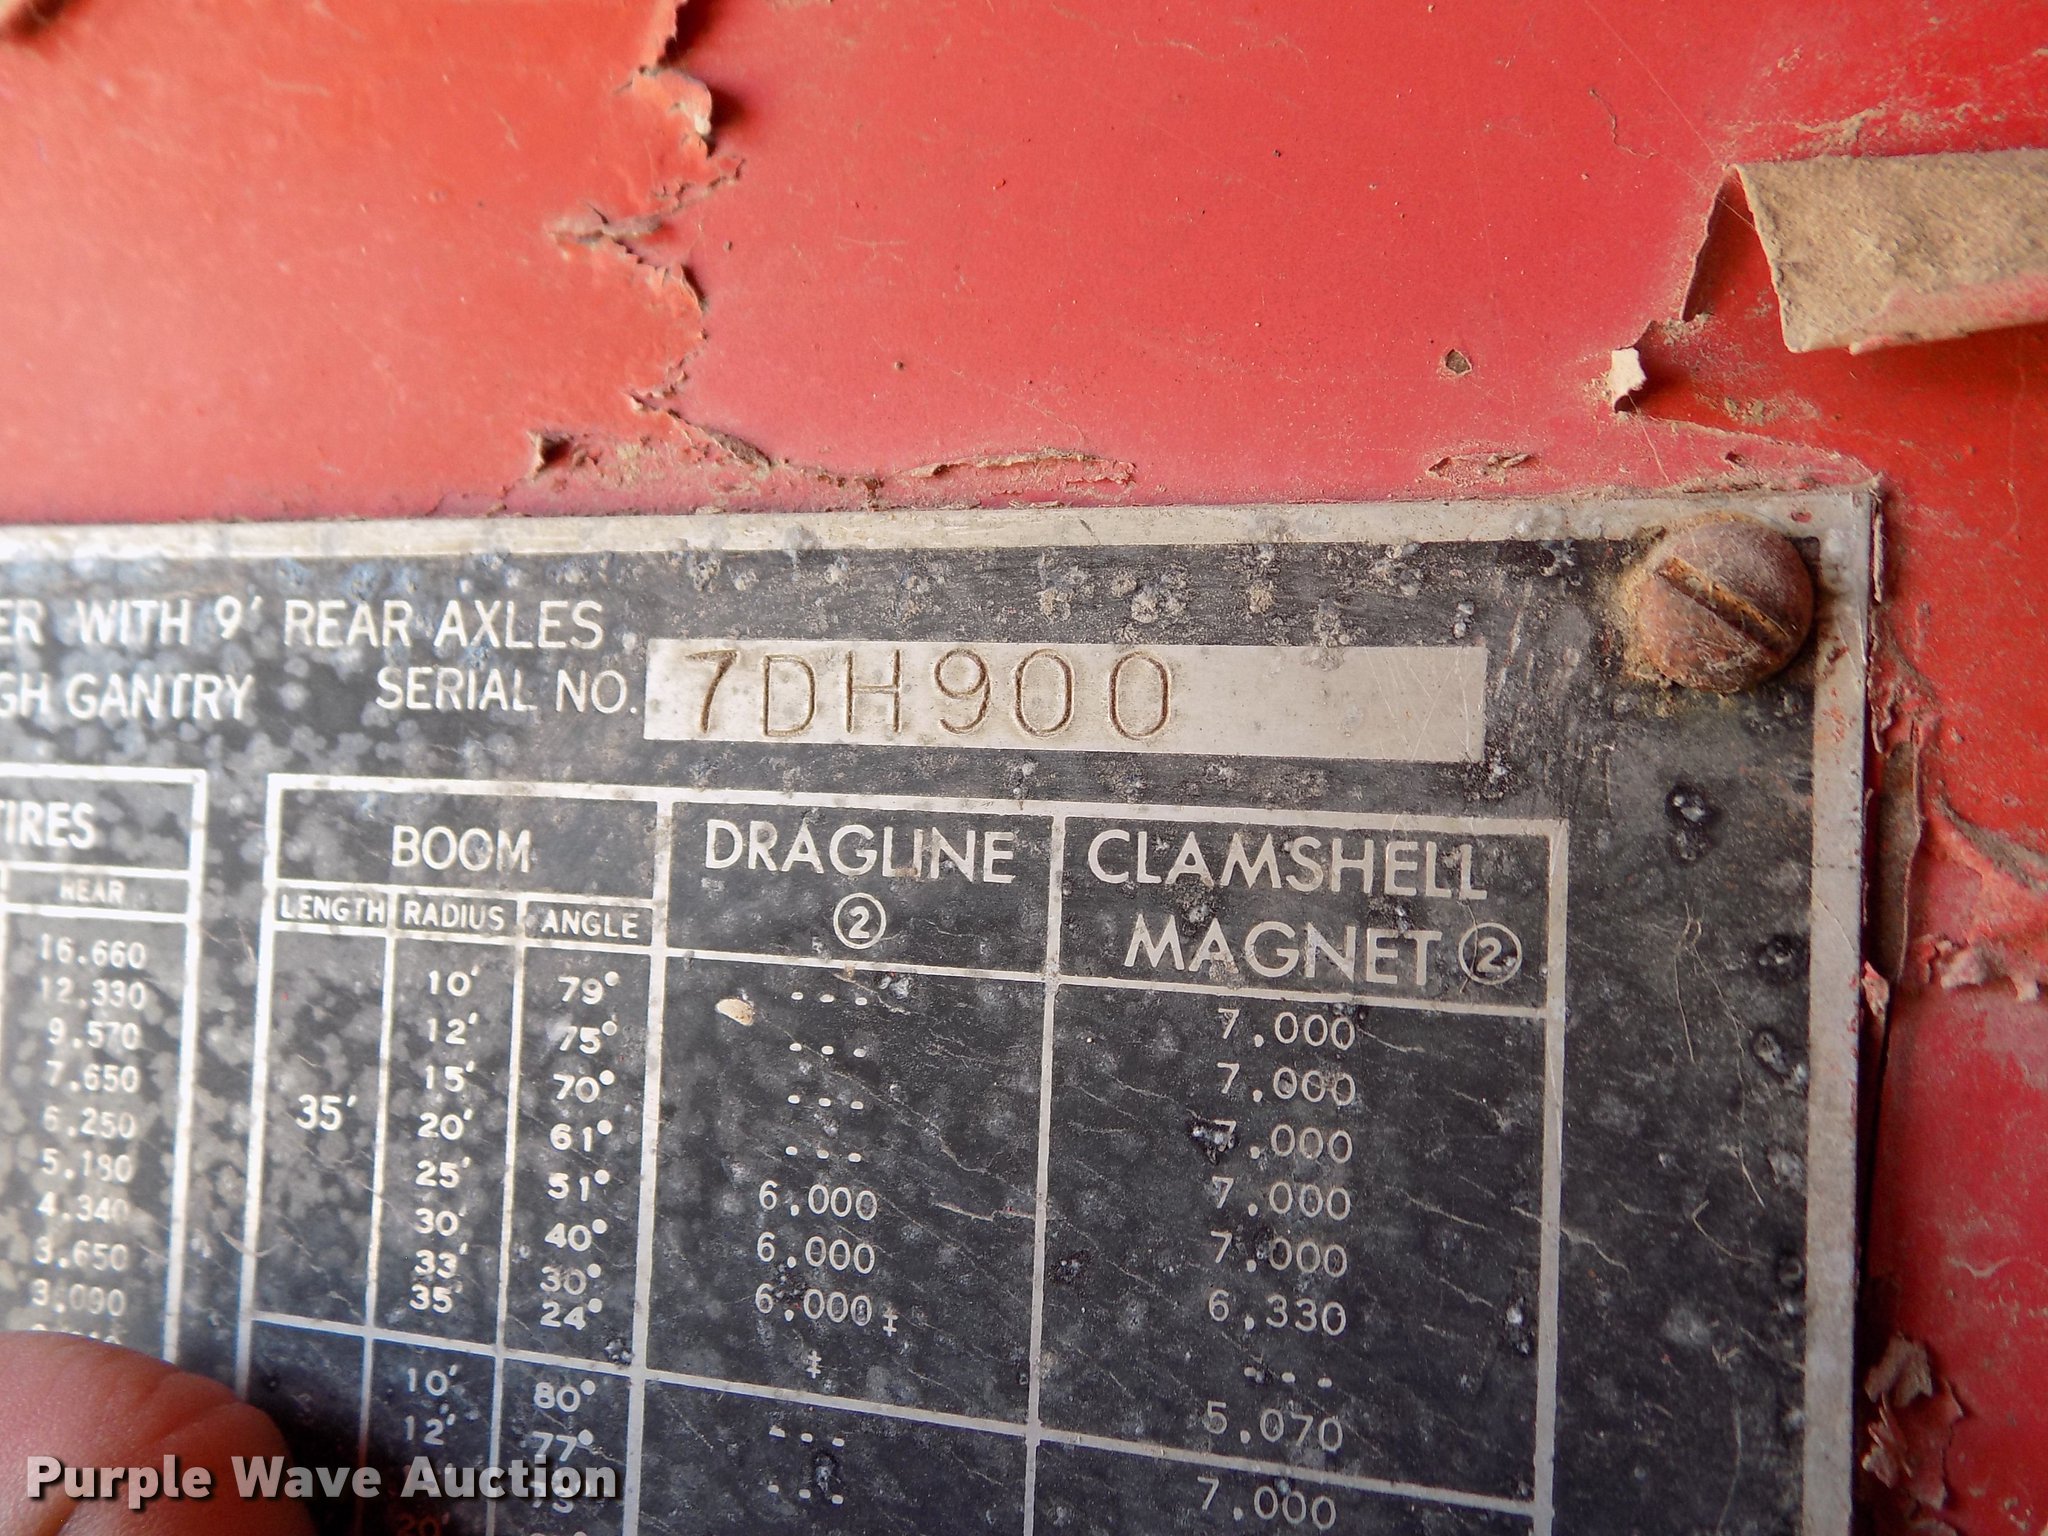 ER WITH 9' REAR AXLES
GH GANTRY SERIAL NO. 7DH900
TIRES
REAR
16.660
12.330
9.570
7.650
6.250
5.180
4.340
3.650
3.090
BOOM DRAGLINE CLAMSHELL
② MAGNET ②
LENGTH RADIUS ANGLE
10' 79° --- 7.000
12' 75° --- 7.000
15' 70° --- 7.000
35' 20' 61° --- 7.000
25' 51° 6.000 7.000
30' 40° 6.000 6.330
33' 30° 6.000‡ ---
35' 24° ‡ 5.070
10' 80° --- 7.000
12' 77° ---
20'
Purple Wave Auction